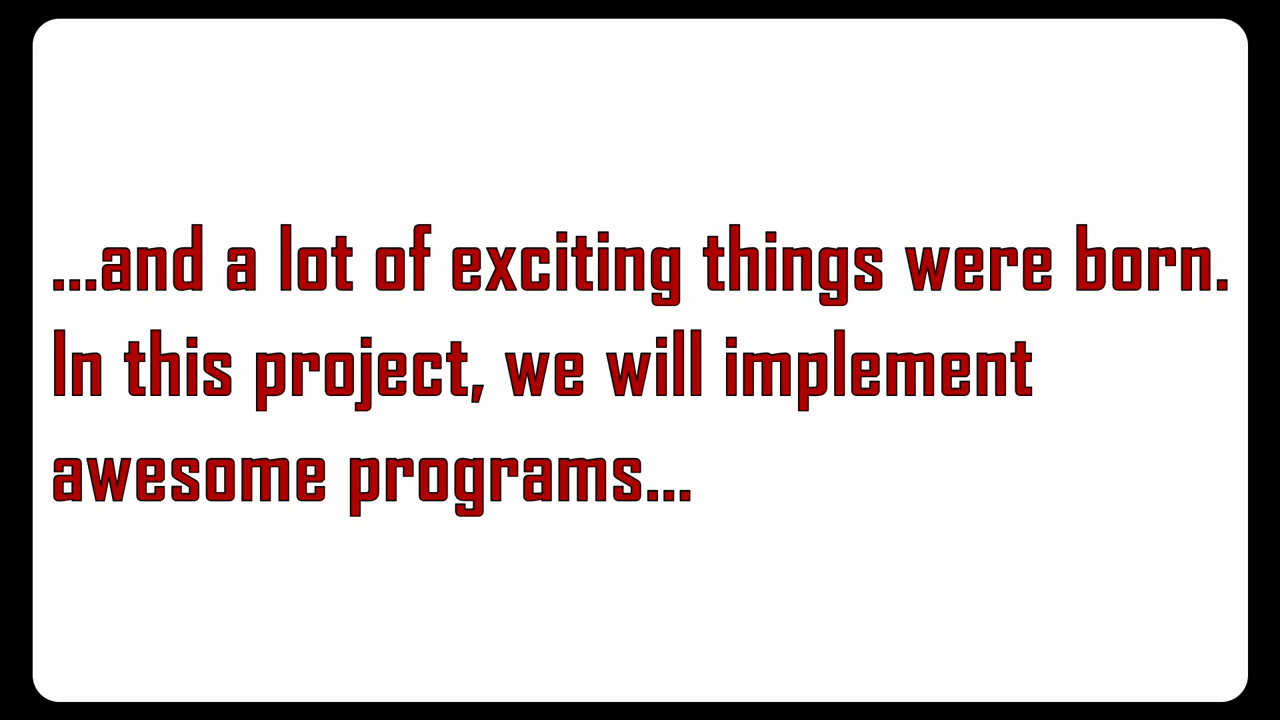 ...and a lot of exciting things were born.
In this project, we will implement
awesome programs...